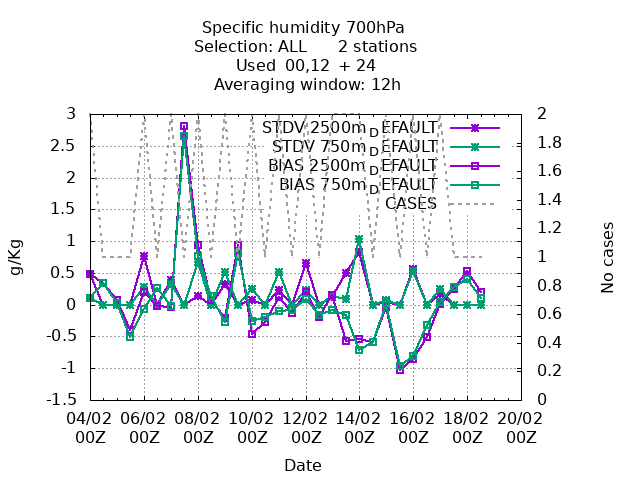 Specific humidity 700hPa
Selection: ALL 2 stations
Used 00,12 + 24
Averaging window: 12h
STDV 2500m DEFAULT
STDV 750m DEFAULT
BIAS 2500m DEFAULT
BIAS 750m DEFAULT
CASES
g/Kg
3
2.5
2
1.5
1
0.5
0
-0.5
-1
-1.5
2
1.8
1.6
1.4
1.2
1
0.8
0.6
0.4
0.2
0
No cases
04/02 06/02 08/02 10/02 12/02 14/02 16/02 18/02 20/02
00Z 00Z 00Z 00Z 00Z 00Z 00Z 00Z 00Z
Date